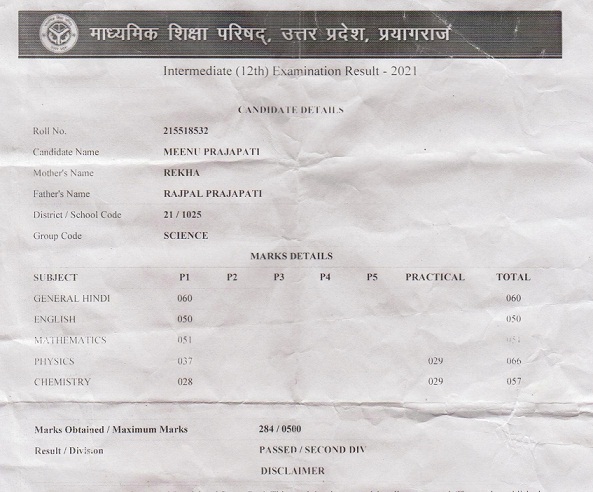 माध्यमिक शिक्षा परिषद्, उत्तर प्रदेश, प्रयागराज
Intermediate (12th) Examination Result - 2021
CANDIDATE DETAILS
Roll No. 215518532
Candidate Name MEENU PRAJAPATI
Mother's Name REKHA
Father's Name RAJPAL PRAJAPATI
District / School Code 21 / 1025
Group Code SCIENCE
MARKS DETAILS
SUBJECT P1 P2 P3 P4 P5 PRACTICAL TOTAL
GENERAL HINDI 060 060
ENGLISH 050 050
MATHEMATICS 051 051
PHYSICS 037 029 066
CHEMISTRY 028 029 057
Marks Obtained / Maximum Marks 284 / 0500
Result / Division PASSED / SECOND DIV
DISCLAIMER